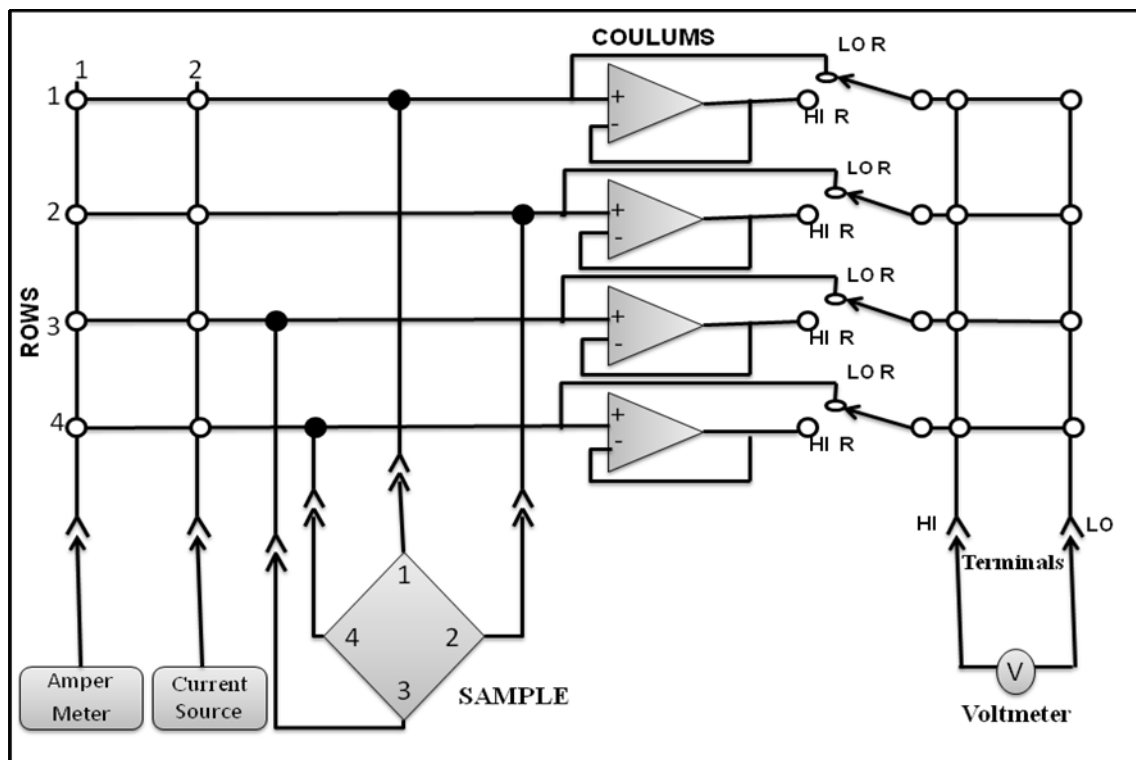 COULUMS
LO R
1 2
1
+
-
HI R
LO R
2
+
-
HI R
LO R
ROWS
3
+
-
HI R
LO R
4
+
-
HI R
HI LO
Terminals
1
4 2
3
SAMPLE
Amper
Meter
Current
Source
V
Voltmeter